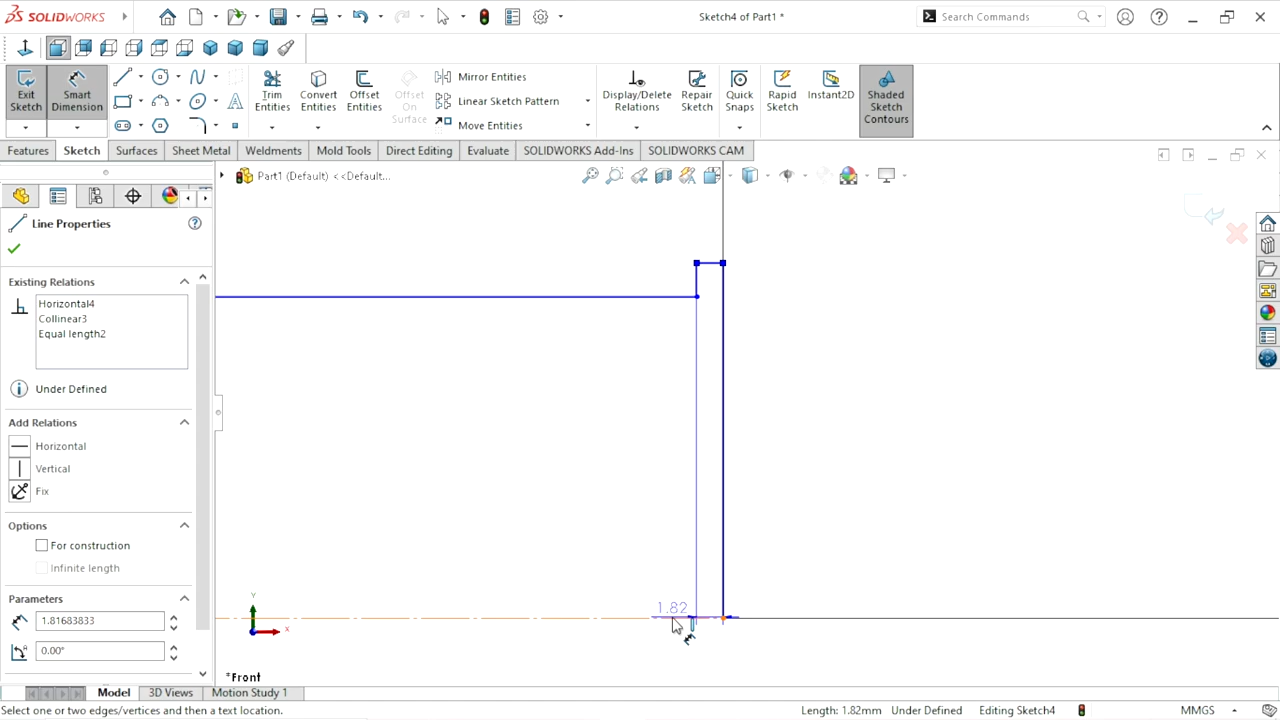 SOLIDWORKS
Sketch4 of Part1 *
Search Commands
Exit Sketch
Smart Dimension
Trim Entities
Convert Entities
Offset Entities
Offset On Surface
Mirror Entities
Linear Sketch Pattern
Move Entities
Display/Delete Relations
Repair Sketch
Quick Snaps
Rapid Sketch
Instant2D
Shaded Sketch Contours
Features
Sketch
Surfaces
Sheet Metal
Weldments
Mold Tools
Direct Editing
Evaluate
SOLIDWORKS Add-Ins
SOLIDWORKS CAM
Part1 (Default) <<Default...
Line Properties
Existing Relations
Horizontal4
Collinear3
Equal length2
Under Defined
Add Relations
Horizontal
Vertical
Fix
Options
For construction
Infinite length
Parameters
1.81683833
0.00°
1.82
Y
X
*Front
Model
3D Views
Motion Study 1
Select one or two edges/vertices and then a text location.
Length: 1.82mm
Under Defined
Editing Sketch4
MMGS